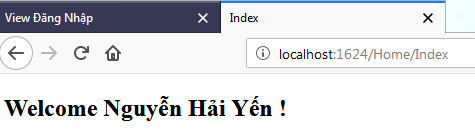 View Đăng Nhập
Index
localhost:1624/Home/Index
Welcome Nguyễn Hải Yến !